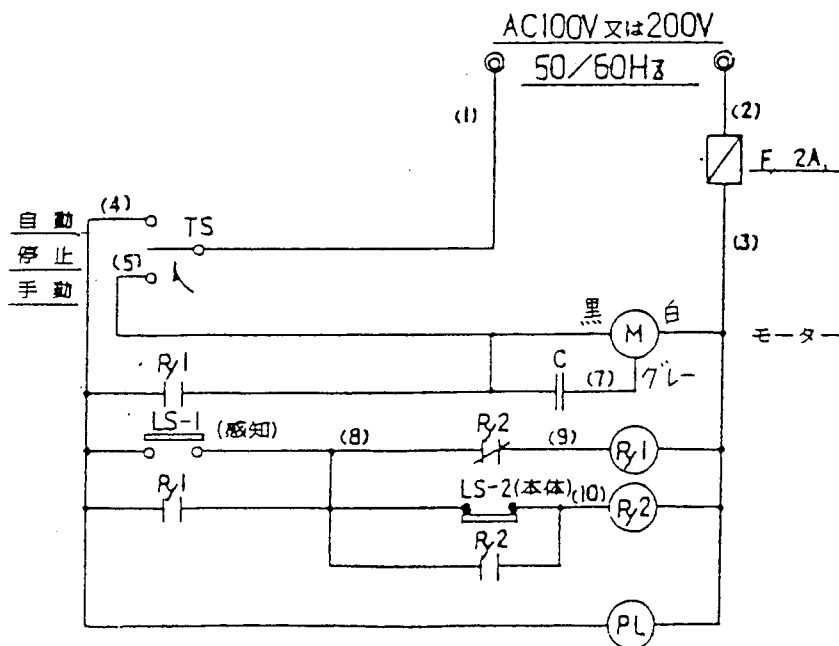 AC100V又は200V
50/60Hz
(1)
(2)
F, 2A,
(3)
(4)
自動
TS
停止
(5)
手動
黒
M
白
モーター
Ry1
C
(7)
グレー
LS-1
(感知)
(8)
Ry2
(9)
Ry1
Ry1
LS-2(本体)
(10)
Ry2
Ry2
PL